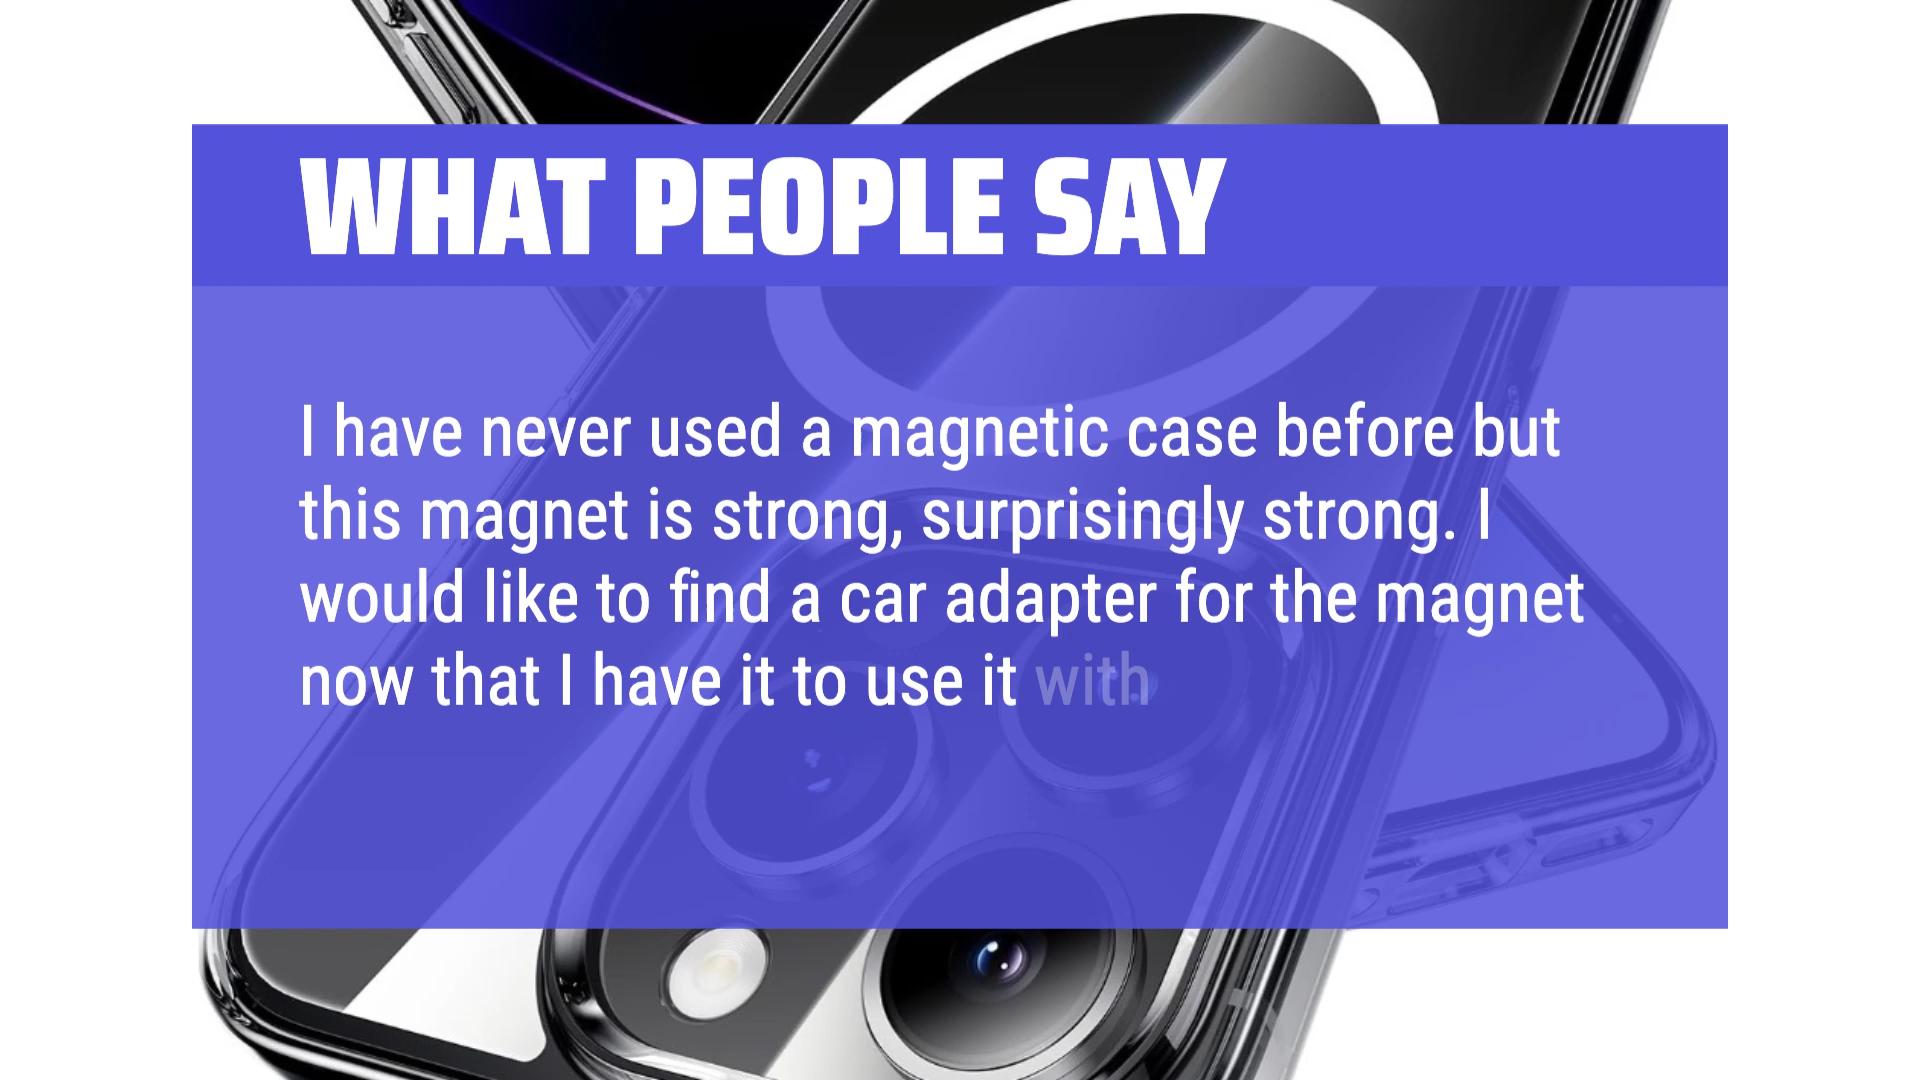 WHAT PEOPLE SAY
I have never used a magnetic case before but
this magnet is strong, surprisingly strong. I
would like to find a car adapter for the magnet
now that I have it to use it with